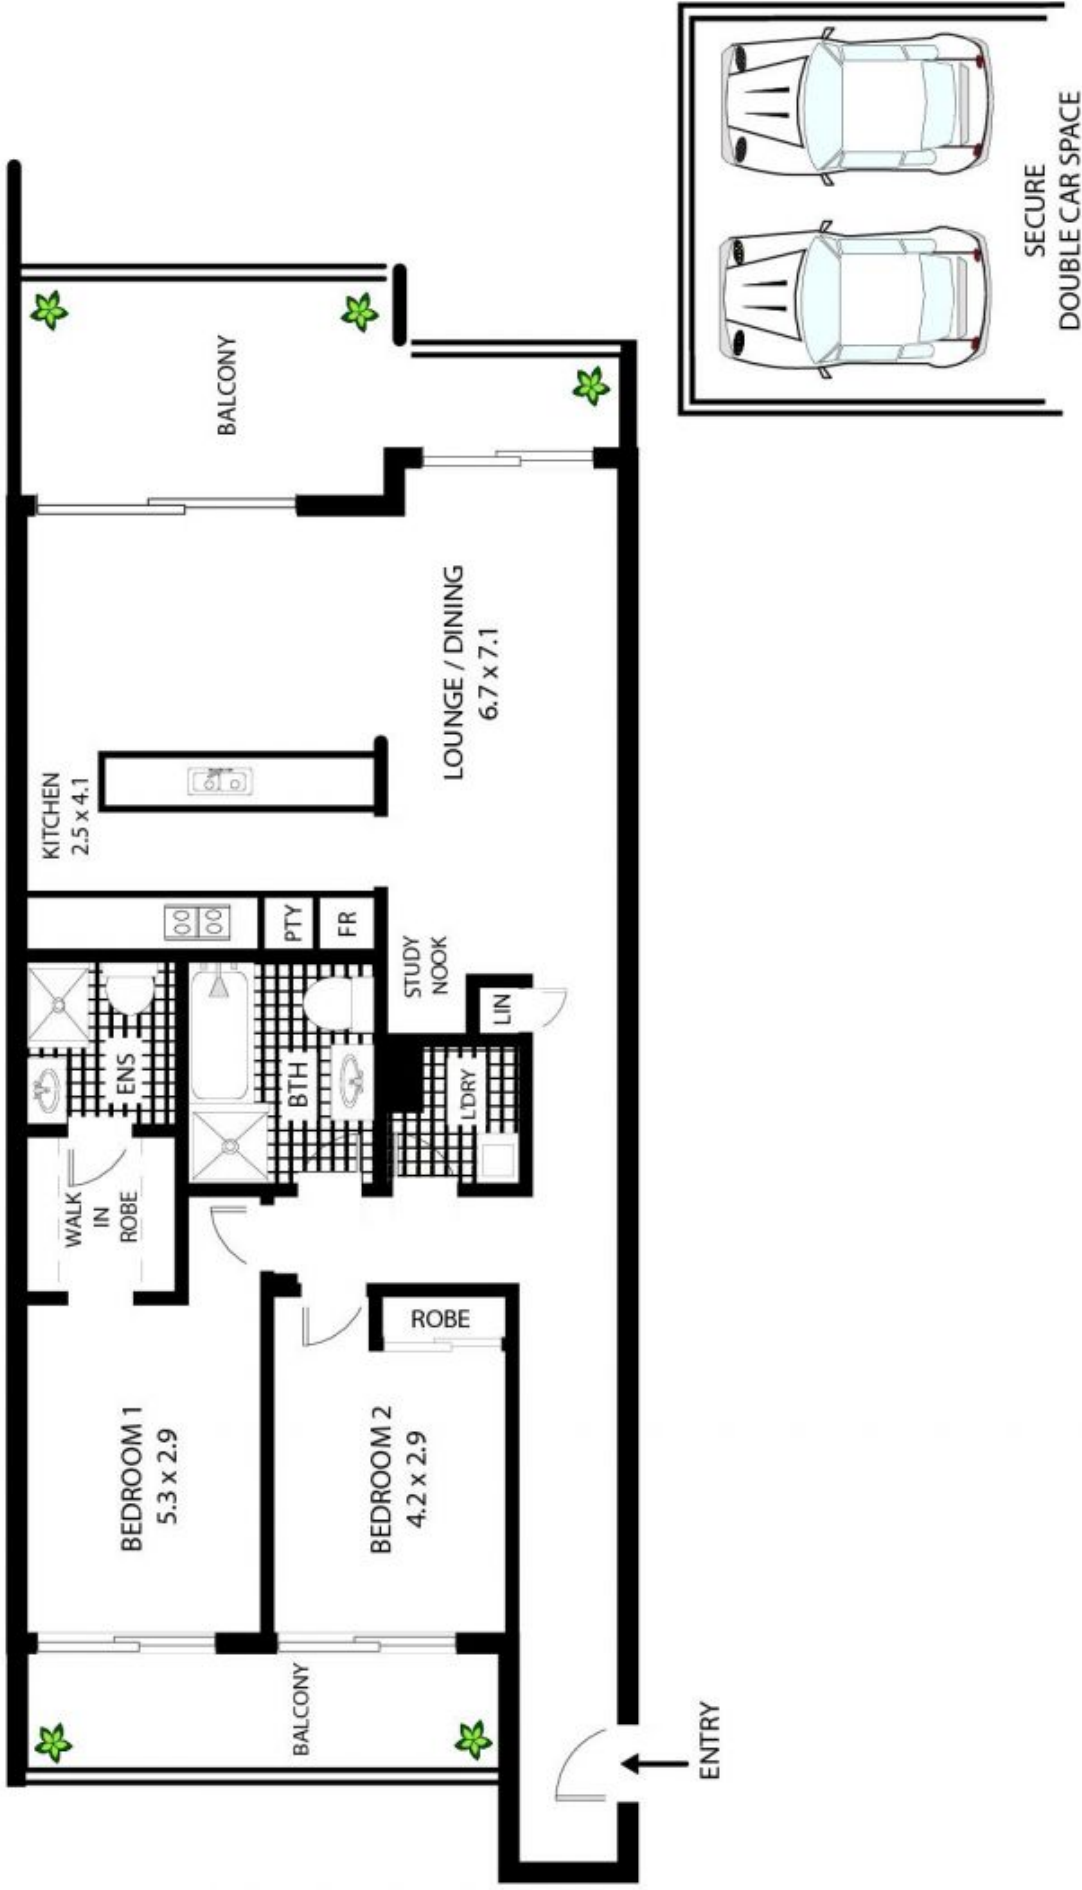 SECURE
DOUBLE CAR SPACE
BALCONY
LOUNGE / DINING
6.7 x 7.1
KITCHEN
2.5 x 4.1
PTY
FR
STUDY
NOOK
LIN
ENS
BTH
L'DRY
WALK
IN
ROBE
ROBE
BEDROOM 1
5.3 x 2.9
BEDROOM 2
4.2 x 2.9
BALCONY
ENTRY